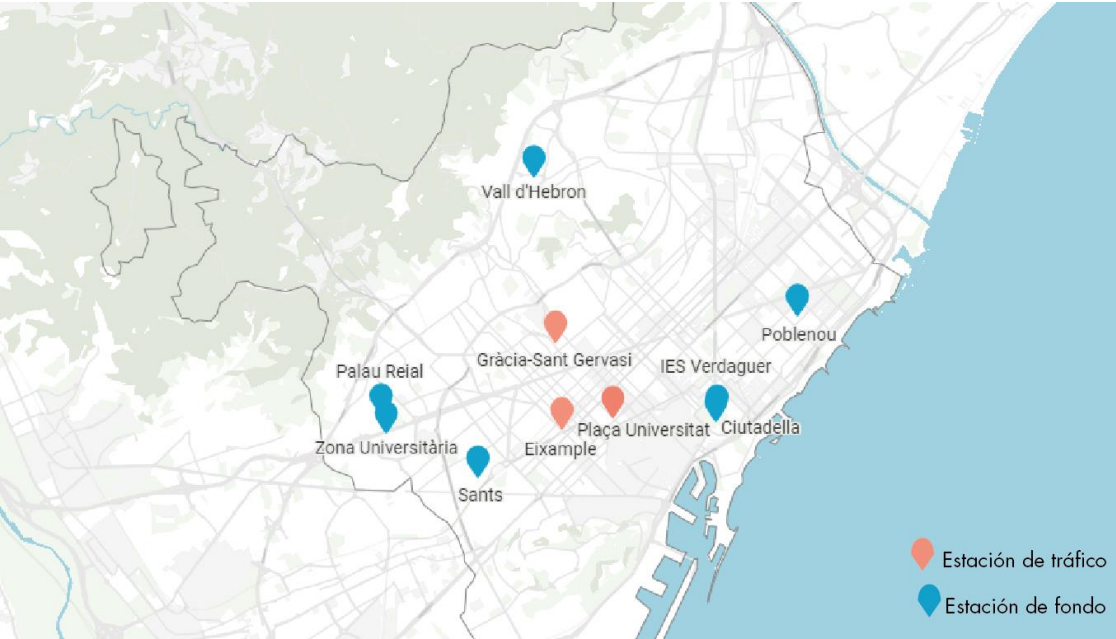 Vall d'Hebron
Poblenou
Gràcia-Sant Gervasi
IES Verdaguer
Palau Reial
Plaça Universitat
Ciutadella
Zona Universitària
Eixample
Sants
Estación de tráfico
Estación de fondo